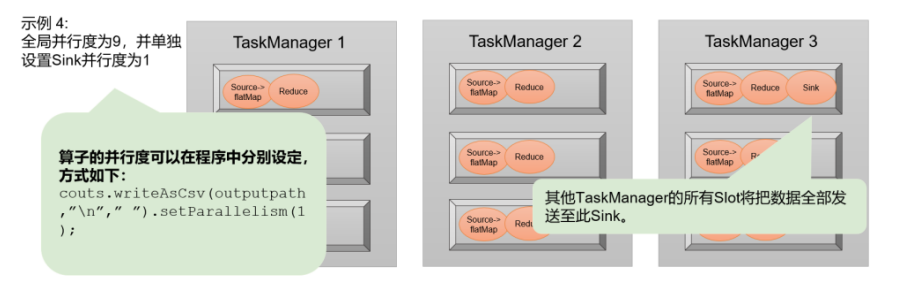 示例 4:
全局并行度为9，并单独
设置Sink并行度为1
TaskManager 1
Source->
flatMap
Reduce
算子的并行度可以在程序中分别设定，
方式如下：
couts.writeAsCsv(outputpath
,”\n”,” ”).setParallelism(1
);
TaskManager 2
Source->
flatMap
Reduce
Source->
flatMap
Reduce
Source->
flatMap
TaskManager 3
Source->
flatMap
Reduce
Sink
Source->
flatMap
其他TaskManager的所有Slot将把数据全部发
送至此Sink。